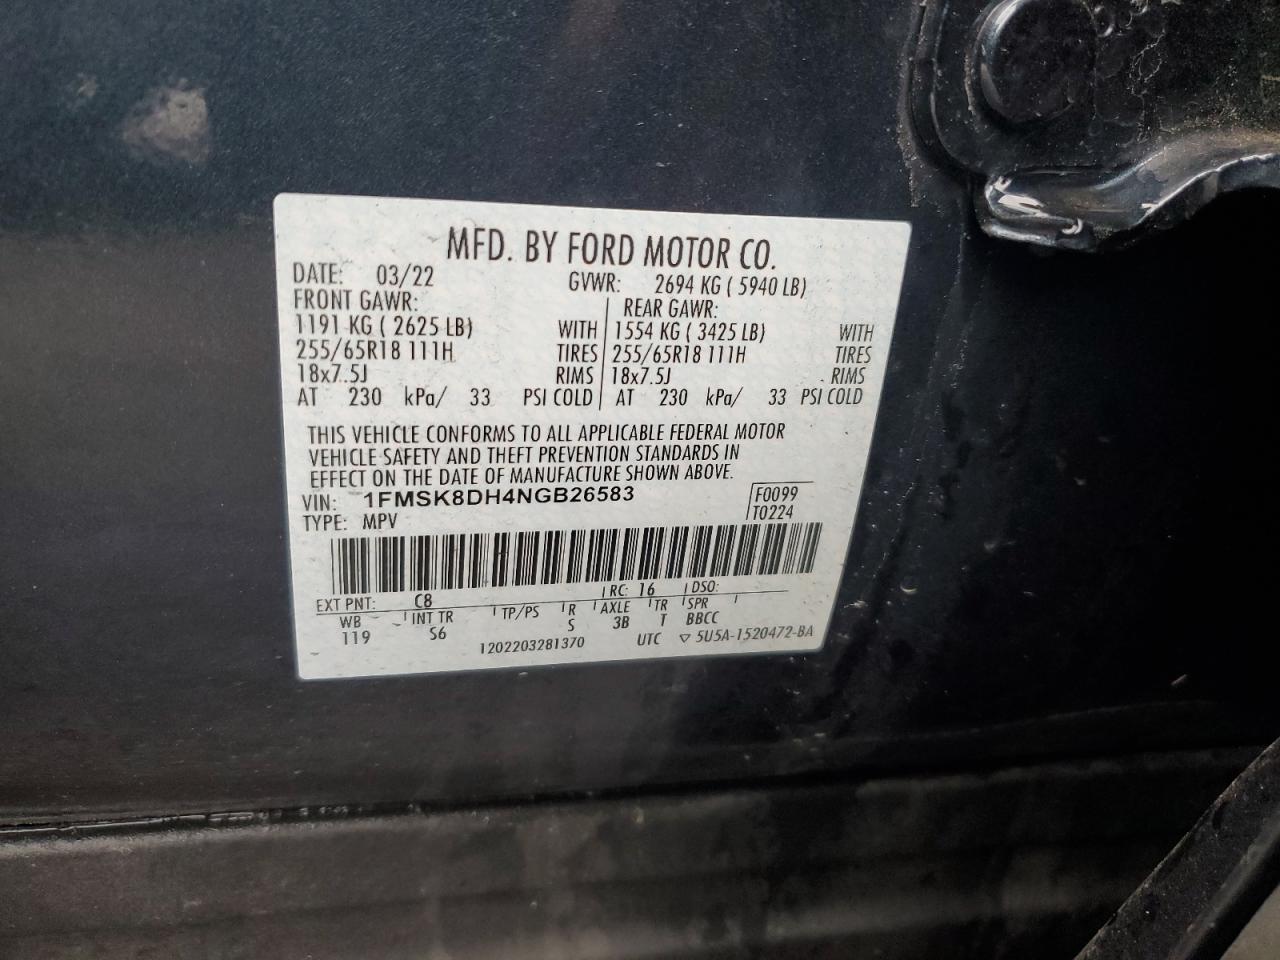 MFD. BY FORD MOTOR CO.
DATE: 03/22 GVWR: 2694 KG ( 5940 LB)
FRONT GAWR: REAR GAWR:
1191 KG ( 2625 LB) WITH 1554 KG ( 3425 LB) WITH
255/65R18 111H TIRES 255/65R18 111H TIRES
18x7.5J RIMS 18x7.5J RIMS
AT 230 kPa/ 33 PSI COLD AT 230 kPa/ 33 PSI COLD
THIS VEHICLE CONFORMS TO ALL APPLICABLE FEDERAL MOTOR
VEHICLE SAFETY AND THEFT PREVENTION STANDARDS IN
EFFECT ON THE DATE OF MANUFACTURE SHOWN ABOVE.
VIN: 1FMSK8DH4NGB26583 F0099
TYPE: MPV T0224
EXT PNT: C8 RC: 16 DSO:
WB INT TR TP/PS R AXLE TR SPR
119 S6 S 3B T BBCC
1202203281370 UTC ▽ 5U5A-1520472-BA